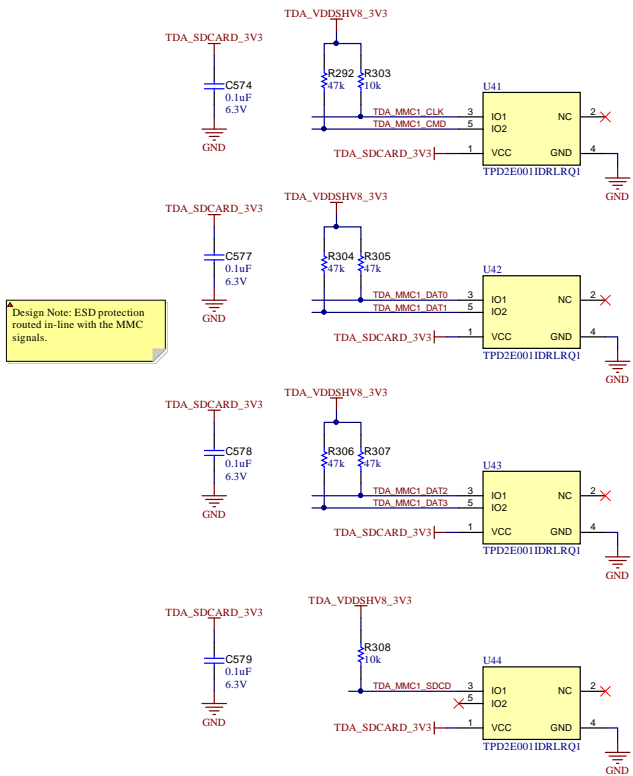 TDA_VDDSHV8_3V3
TDA_SDCARD_3V3
C574
0.1uF
6.3V
GND
R292
47k
R303
10k
TDA_MMC1_CLK
TDA_MMC1_CMD
TDA_SDCARD_3V3
U41
3 IO1 NC 2
5 IO2
1 VCC GND 4
TPD2E001IDRLRQ1
GND
TDA_VDDSHV8_3V3
TDA_SDCARD_3V3
C577
0.1uF
6.3V
GND
R304
47k
R305
47k
TDA_MMC1_DAT0
TDA_MMC1_DAT1
TDA_SDCARD_3V3
U42
3 IO1 NC 2
5 IO2
1 VCC GND 4
TPD2E001IDRLRQ1
GND
Design Note: ESD protection
routed in-line with the MMC
signals.
TDA_VDDSHV8_3V3
TDA_SDCARD_3V3
C578
0.1uF
6.3V
GND
R306
47k
R307
47k
TDA_MMC1_DAT2
TDA_MMC1_DAT3
TDA_SDCARD_3V3
U43
3 IO1 NC 2
5 IO2
1 VCC GND 4
TPD2E001IDRLRQ1
GND
TDA_VDDSHV8_3V3
TDA_SDCARD_3V3
C579
0.1uF
6.3V
GND
R308
10k
TDA_MMC1_SDCD
TDA_SDCARD_3V3
U44
3 IO1 NC 2
5 IO2
1 VCC GND 4
TPD2E001IDRLRQ1
GND